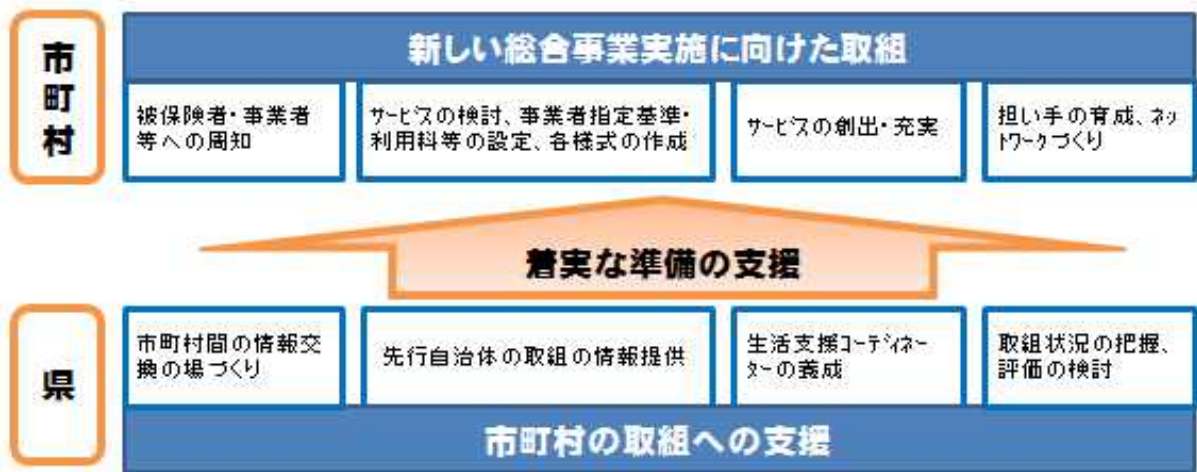 市町村
新しい総合事業実施に向けた取組
被保険者・事業者
等への周知
サービスの検討、事業者指定基準・
利用料等の設定、各様式の作成
サービスの創出・充実
担い手の育成、ネッ
トワークづくり
着実な準備の支援
県
市町村間の情報交
換の場づくり
先行自治体の取組の情報提供
生活支援コーディネー
ターの養成
取組状況の把握、
評価の検討
市町村の取組への支援